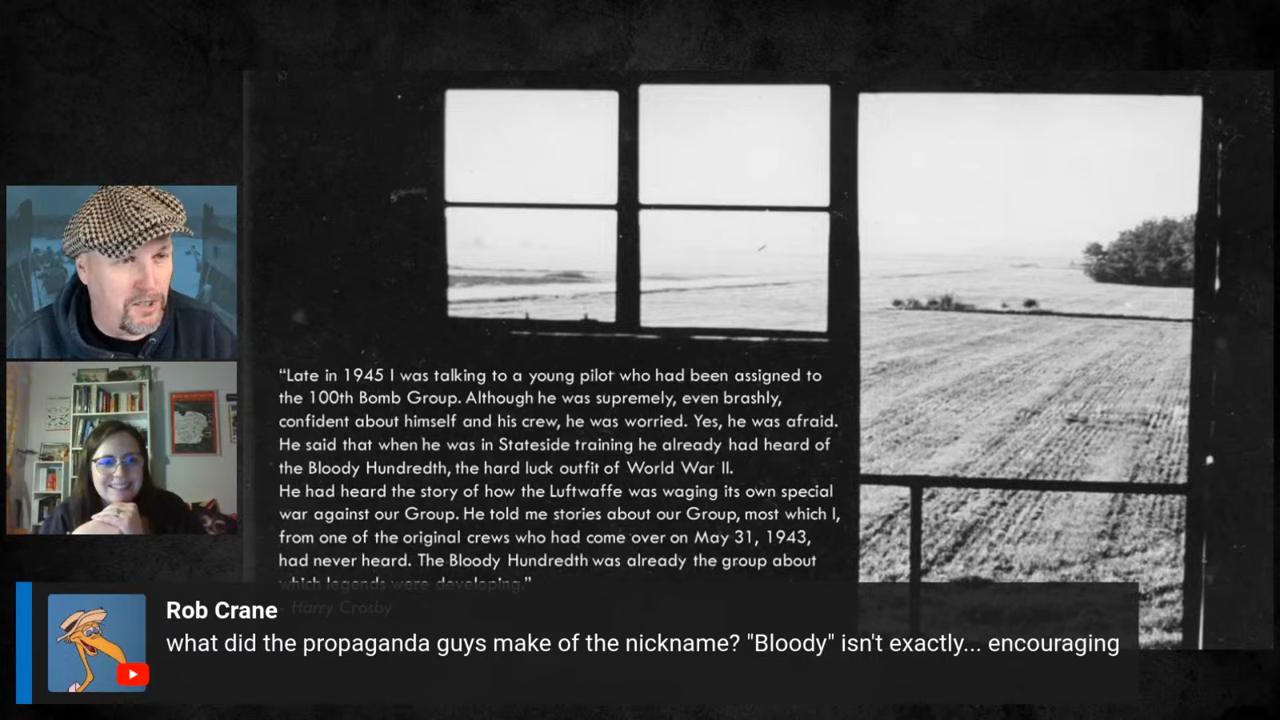 “Late in 1945 I was talking to a young pilot who had been assigned to
the 100th Bomb Group. Although he was supremely, even brashly,
confident about himself and his crew, he was worried. Yes, he was afraid.
He said that when he was in Stateside training he already had heard of
the Bloody Hundredth, the hard luck outfit of World War II.
He had heard the story of how the Luftwaffe was waging its own special
war against our Group. He told me stories about our Group, most which I,
from one of the original crews who had come over on May 31, 1943,
had never heard. The Bloody Hundredth was already the group about
which legends were developing.”
- Harry Crosby
Rob Crane
what did the propaganda guys make of the nickname? "Bloody" isn't exactly... encouraging